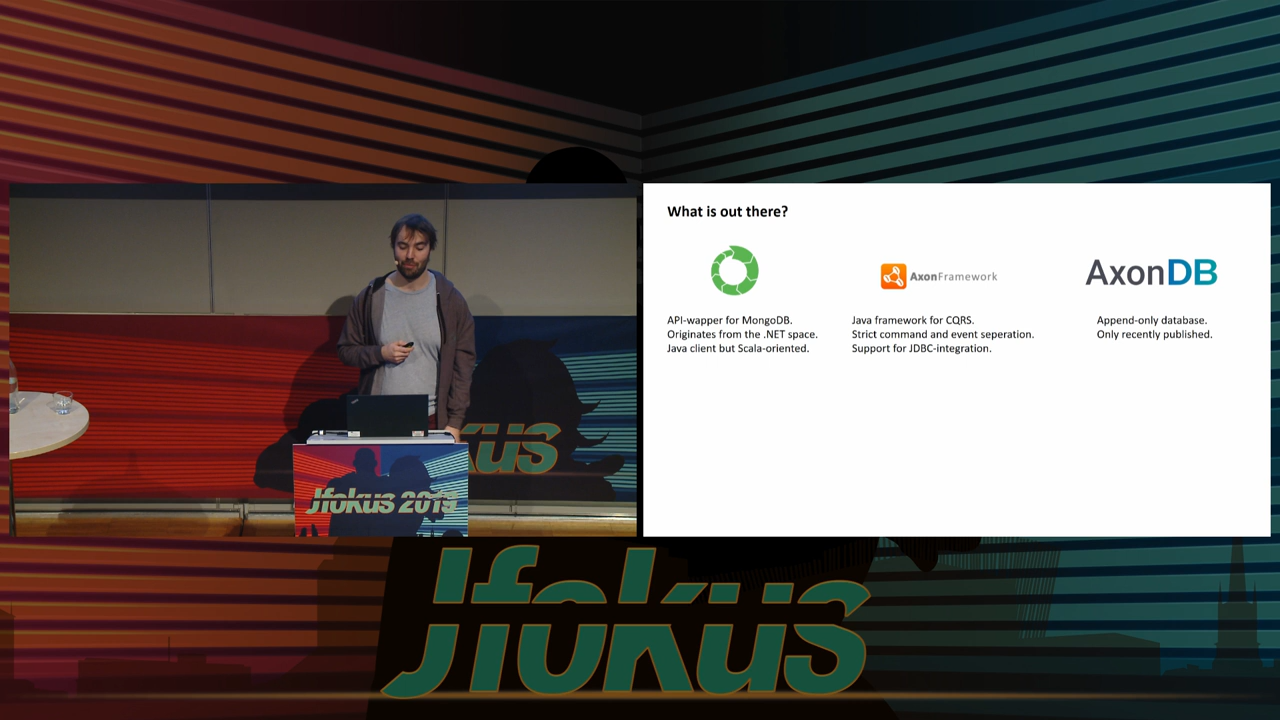 What is out there?
AxonFramework
AxonDB
API-wapper for MongoDB.
Originates from the .NET space.
Java client but Scala-oriented.
Java framework for CQRS.
Strict command and event seperation.
Support for JDBC-integration.
Append-only database.
Only recently published.
kus
Jfokus 2019
Jfokus